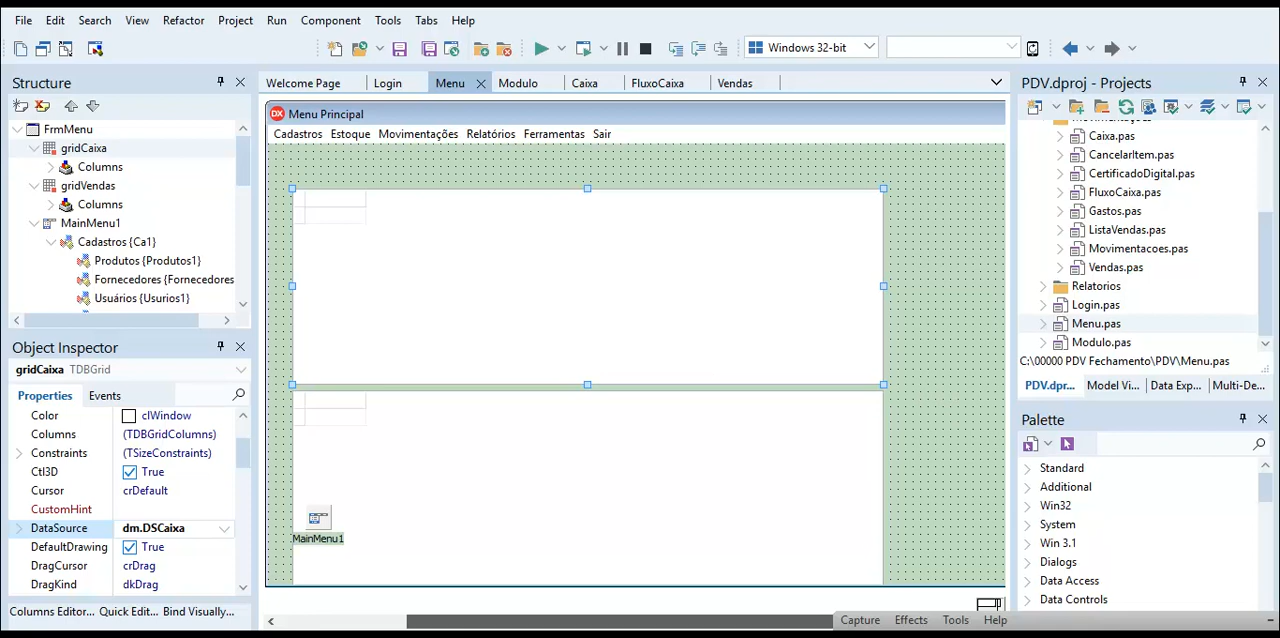 File Edit Search View Refactor Project Run Component Tools Tabs Help
Windows 32-bit
Structure
FrmMenu
gridCaixa
Columns
gridVendas
Columns
MainMenu1
Cadastros {Ca1}
Produtos {Produtos1}
Fornecedores {Fornecedores
Usuários {Usurios1}
Object Inspector
gridCaixa TDBGrid
Properties Events
Color clWindow
Columns (TDBGridColumns)
Constraints (TSizeConstraints)
Ctl3D True
Cursor crDefault
CustomHint
DataSource dm.DSCaixa
DefaultDrawing True
DragCursor crDrag
DragKind dkDrag
Columns Editor... Quick Edit... Bind Visually...
Welcome Page Login Menu Modulo Caixa FluxoCaixa Vendas
DX Menu Principal
Cadastros Estoque Movimentações Relatórios Ferramentas Sair
MainMenu1
Capture Effects Tools Help
PDV.dproj - Projects
Caixa.pas
CancelarItem.pas
CertificadoDigital.pas
FluxoCaixa.pas
Gastos.pas
ListaVendas.pas
Movimentacoes.pas
Vendas.pas
Relatorios
Login.pas
Menu.pas
Modulo.pas
C:\00000 PDV Fechamento\PDV\Menu.pas
PDV.dpr... Model Vi... Data Exp... Multi-De...
Palette
Standard
Additional
Win32
System
Win 3.1
Dialogs
Data Access
Data Controls